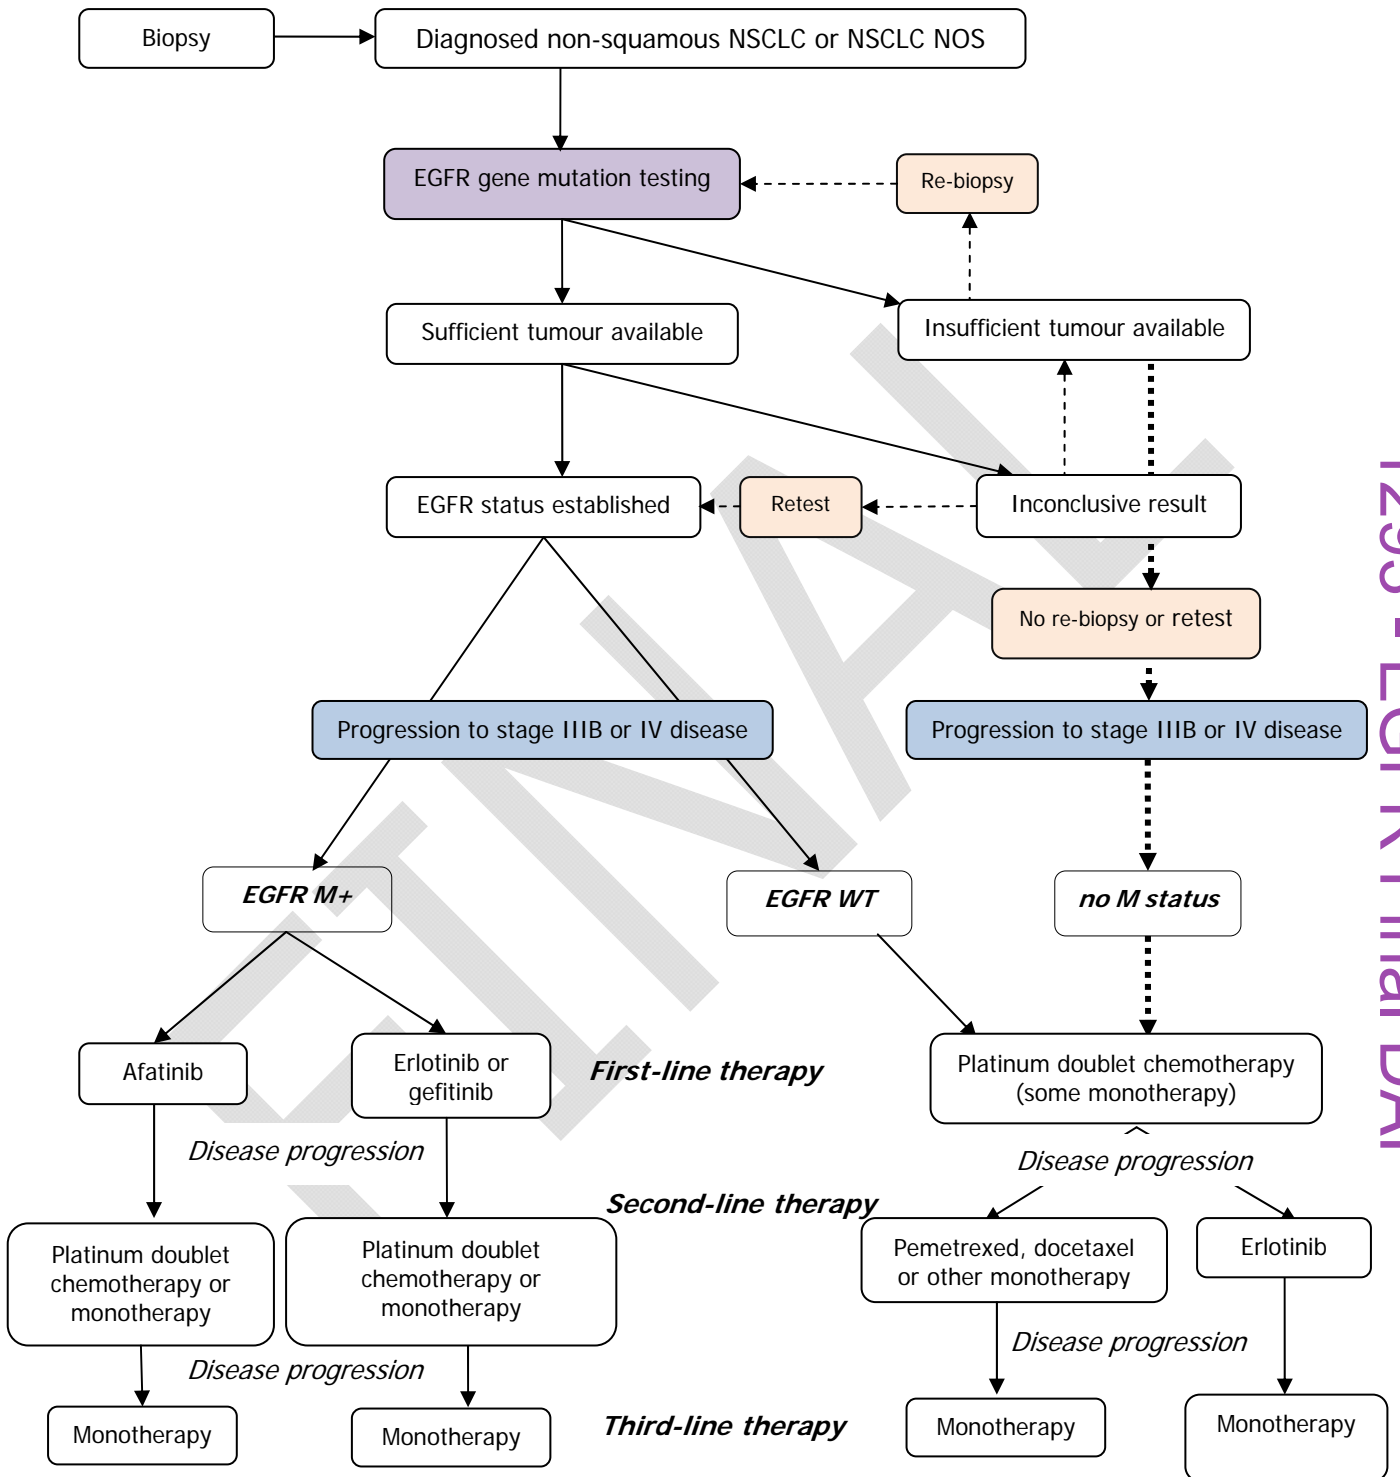 Biopsy
Diagnosed non-squamous NSCLC or NSCLC NOS
EGFR gene mutation testing
Re-biopsy
Sufficient tumour available
Insufficient tumour available
EGFR status established
Retest
Inconclusive result
No re-biopsy or retest
Progression to stage IIIB or IV disease
Progression to stage IIIB or IV disease
EGFR M+
EGFR WT
no M status
Afatinib
Erlotinib or
gefitinib
First-line therapy
Platinum doublet chemotherapy
(some monotherapy)
Disease progression
Disease progression
Second-line therapy
Platinum doublet
chemotherapy or
monotherapy
Platinum doublet
chemotherapy or
monotherapy
Pemetrexed, docetaxel
or other monotherapy
Erlotinib
Disease progression
Disease progression
Monotherapy
Monotherapy
Third-line therapy
Monotherapy
Monotherapy
FINAL
EGFR Final DAP